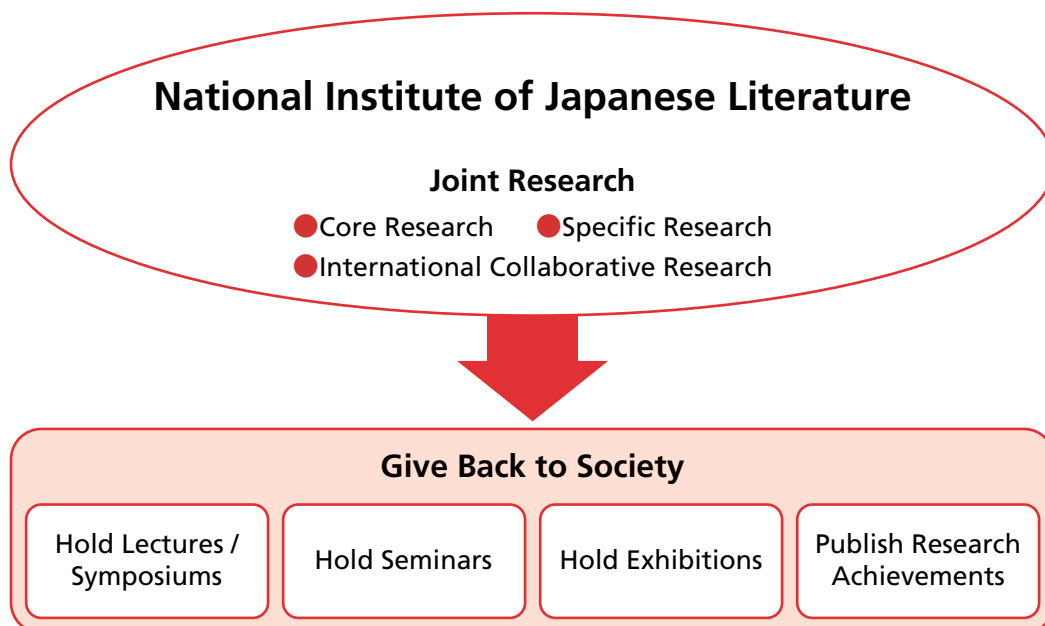 National Institute of Japanese Literature
Joint Research
●Core Research ●Specific Research
●International Collaborative Research
Give Back to Society
Hold Lectures /
Symposiums
Hold Seminars
Hold Exhibitions
Publish Research
Achievements